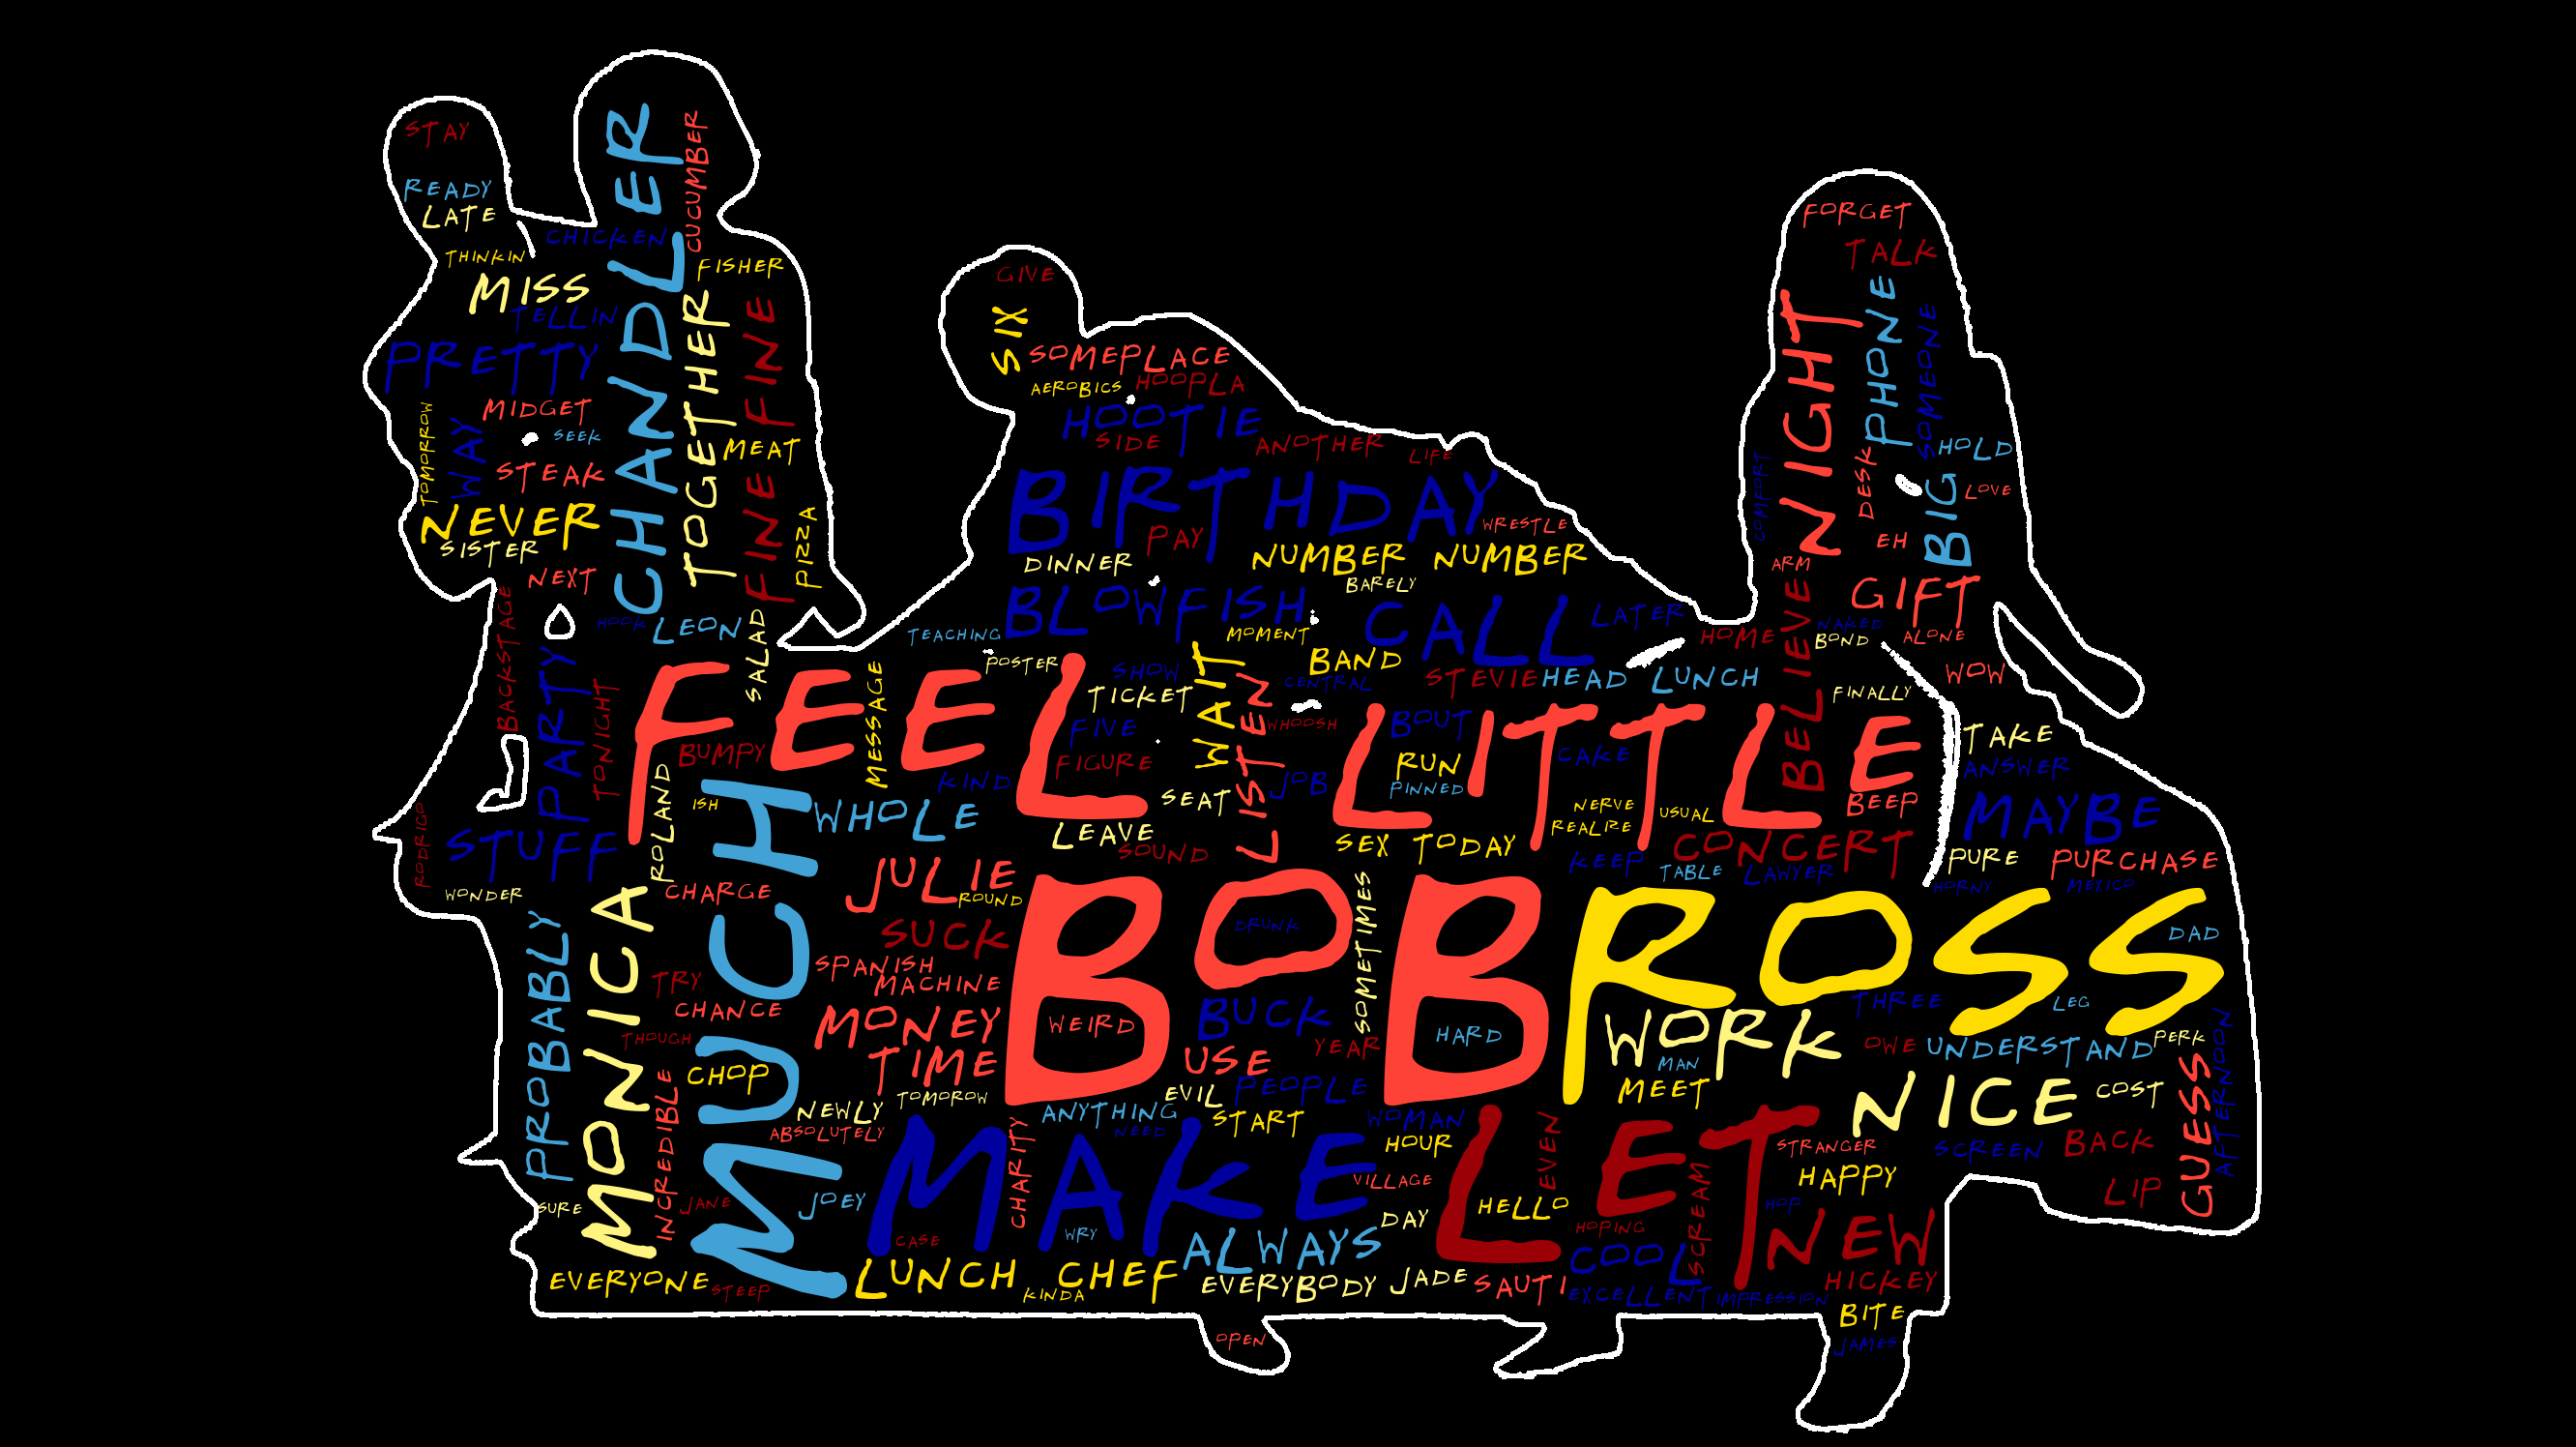 STAY
READY
LATE
CHICKEN
THINKIN
MISS
TELLIN
PRETTY
MIDGET
SEEK
TOMORROW
WAY
STEAK
NEVER
SISTER
NEXT
CHANDLER
CUCUMBER
FISHER
TOGETHER
FINE FINE
MEAT
PIZZA
HOOK
LEON
SALAD
BACKSTAGE
PARTY
TONIGHT
GIVE
SIX
SOMEPLACE
AEROBICS
HOOPLA
HOOTIE
SIDE
ANOTHER
LIFE
BIRTHDAY
PAY
WRESTLE
DINNER
NUMBER NUMBER
BARELY
BLOWFISH
CALL
LATER
TEACHING
MOMENT
POSTER
BAND
FORGET
TALK
NIGHT
PHONE
SOMEONE
HOLD
DESK
BIG
LOVE
COMFORT
EH
ARM
GIFT
BELIEVE
NAKED
HOME
BOND
ALONE
WOW
FINALLY
STEVIE
HEAD
LUNCH
FEEL
MESSAGE
SHOW
TICKET
WAIT
LISTEN
CENTRAL
WHOOSH
FIVE
FIGURE
LITTLE
BOUT
RUN
CAKE
PINNED
JOB
BUMPY
KIND
ISH
ROLAND
SEAT
NERVE
REALIZE
USUAL
BEEP
TAKE
ANSWER
MAYBE
RODRIGO
STUFF
WONDER
WHOLE
LEAVE
SOUND
SEX
TODAY
KEEP
CONCERT
TABLE
LAWYER
PURE
PURCHASE
HORNY
MEXICO
CHARGE
JULIE
ROUND
MUCH
MONICA
PROBABLY
SUCK
SPANISH
MACHINE
TRY
CHANCE
MONEY
THOUGH
TIME
CHOP
BOB
DRUNK
WEIRD
HARD
SOMETIMES
BUCK
YEAR
USE
ROSS
DAD
THREE
LEG
WORK
MAN
OWE
UNDERSTAND
PERK
MEET
NICE
COST
GUESS
AFTERNOON
INCREDIBLE
NEWLY
TOMOROW
ABSOLUTELY
EVIL
PEOPLE
ANYTHING
NEED
START
WOMAN
HOUR
CHARITY
MAKE
VILLAGE
LET
EVEN
HELLO
STRANGER
HAPPY
SCREEN
BACK
LIP
SURE
JANE
JOEY
CASE
WRY
ALWAYS
DAY
HOPING
SCREAM
HOP
COOL
NEW
EVERYONE
STEEP
LUNCH
KINDA
CHEF
EVERYBODY
JADE
SAUTI
EXCELLENT
IMPRESSION
HICKEY
BITE
OPEN
JAMES